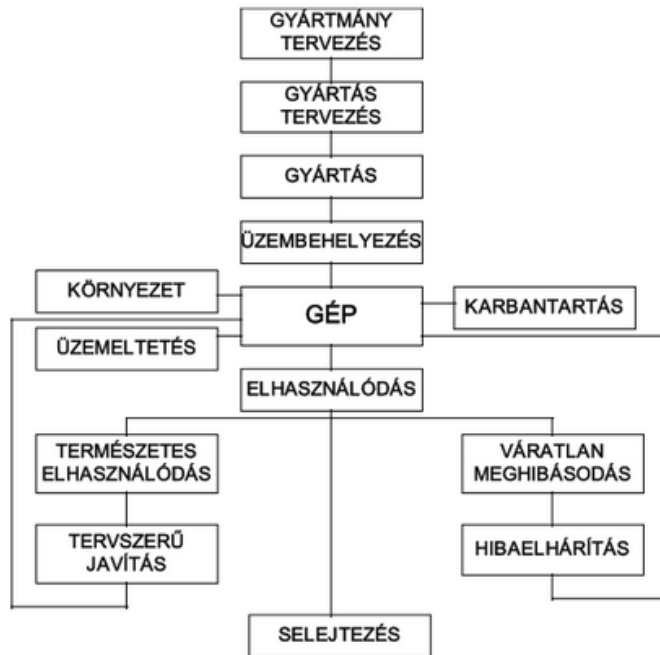 GYÁRTMÁNY
TERVEZÉS
GYÁRTÁS
TERVEZÉS
GYÁRTÁS
ÜZEMBEHELYEZÉS
KÖRNYEZET
GÉP
KARBANTARTÁS
ÜZEMELTETÉS
ELHASZNÁLÓDÁS
TERMÉSZETES
ELHASZNÁLÓDÁS
VÁRATLAN
MEGHIBÁSODÁS
TERVSZERŰ
JAVÍTÁS
HIBAELHÁRÍTÁS
SELEJTEZÉS